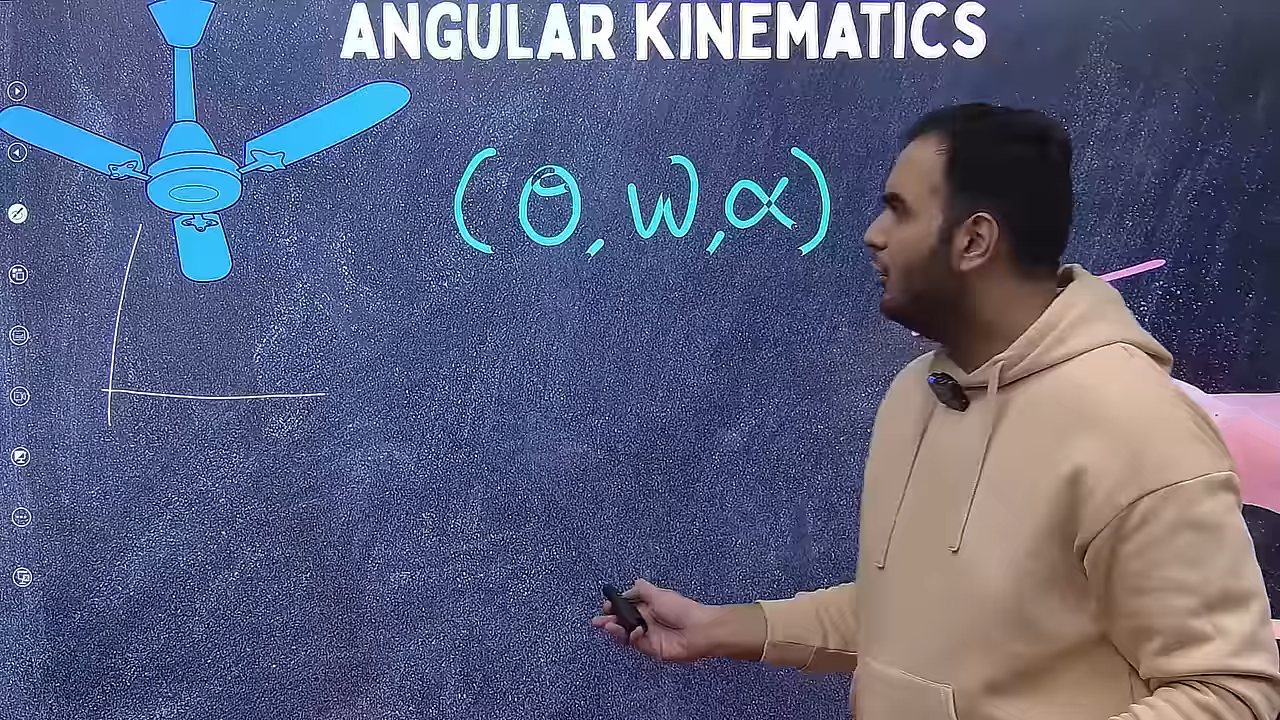 ANGULAR KINEMATICS
(θ, ω, α)